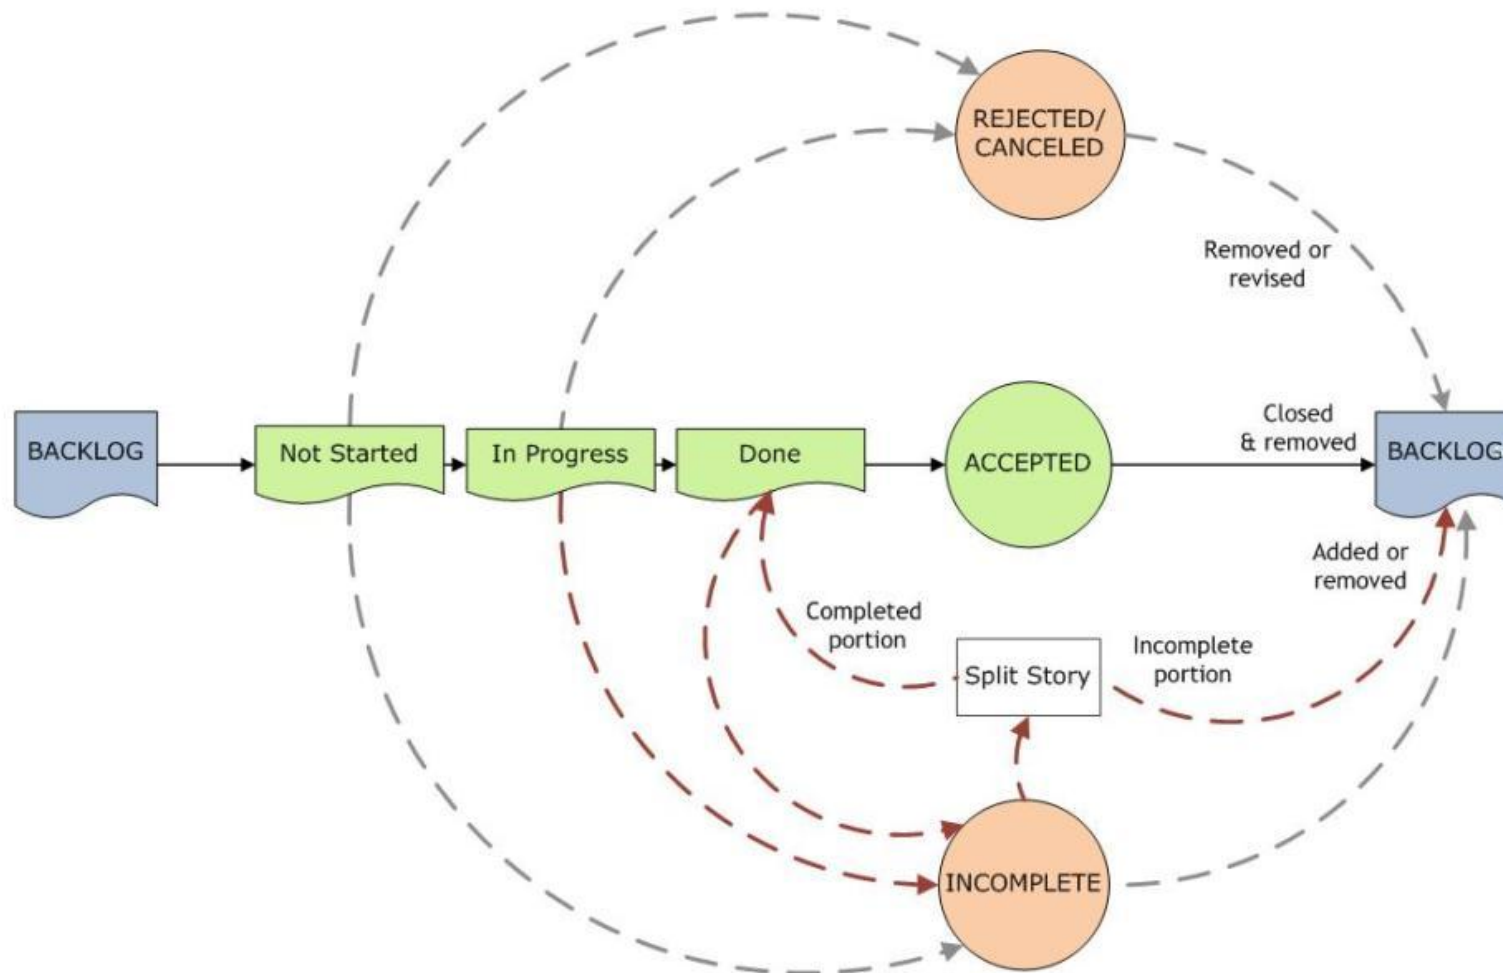 REJECTED/
CANCELED
Removed or
revised
BACKLOG
Not Started
In Progress
Done
ACCEPTED
Closed
& removed
BACKLOG
Added or
removed
Completed
portion
Split Story
Incomplete
portion
INCOMPLETE